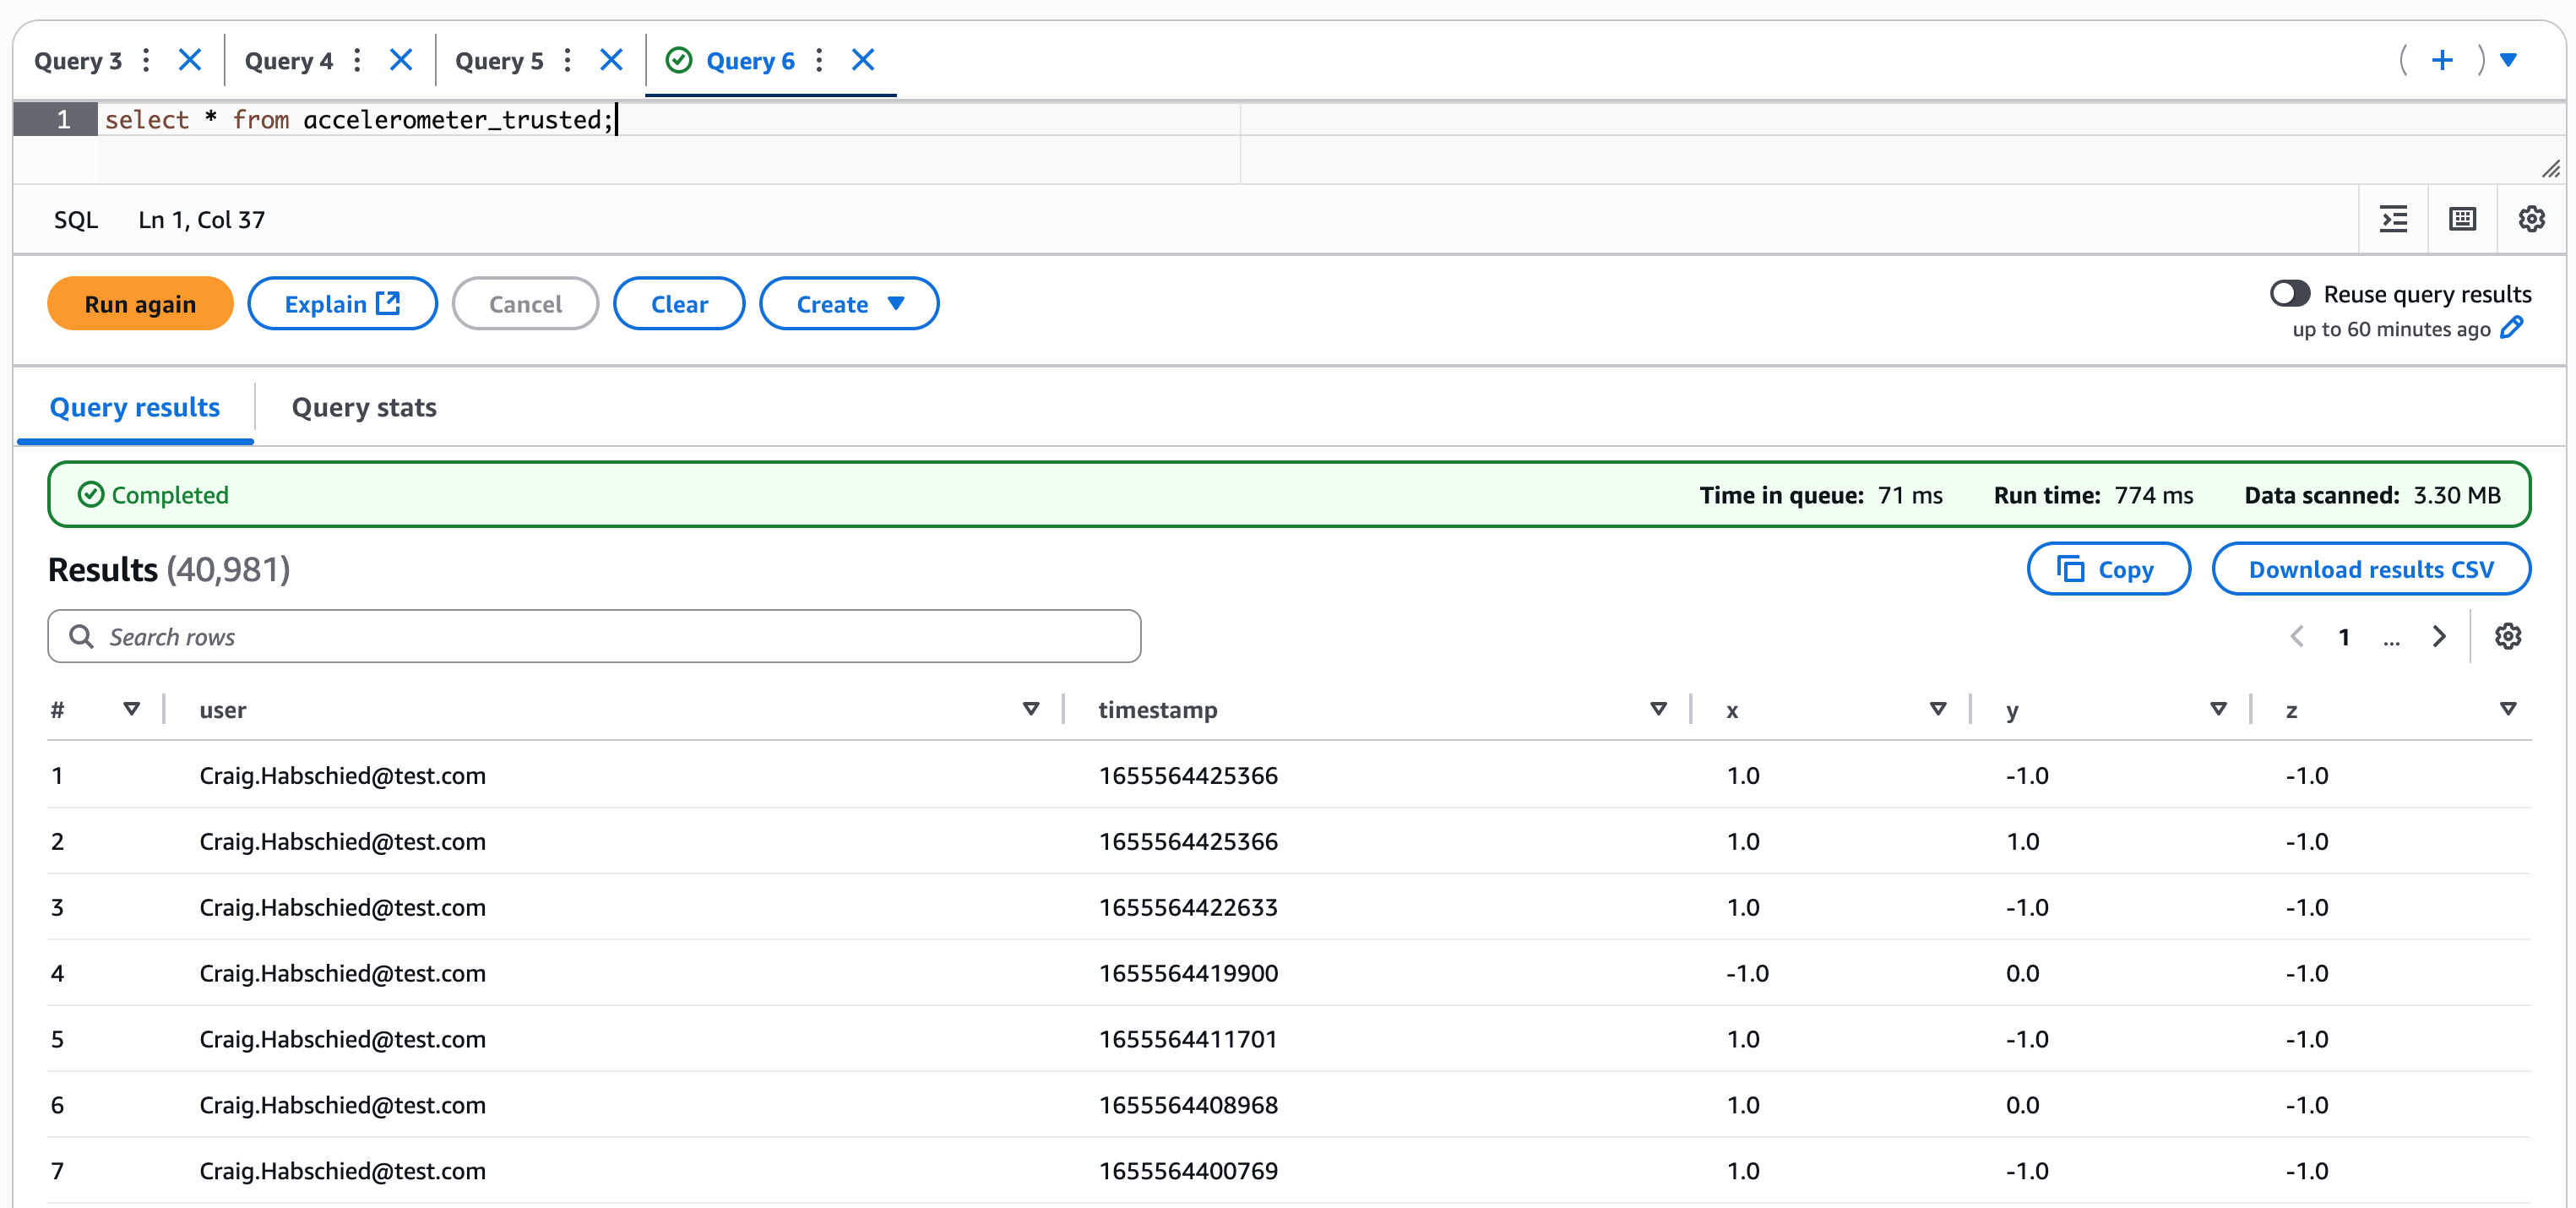 Query 3 Query 4 Query 5 Query 6
1 select * from accelerometer_trusted;
SQL Ln 1, Col 37
Run again Explain Cancel Clear Create Reuse query results
up to 60 minutes ago
Query results Query stats
Completed Time in queue: 71 ms Run time: 774 ms Data scanned: 3.30 MB
Results (40,981) Copy Download results CSV
Search rows 1 ...
# user timestamp x y z
1 Craig.Habschied@test.com 1655564425366 1.0 -1.0 -1.0
2 Craig.Habschied@test.com 1655564425366 1.0 1.0 -1.0
3 Craig.Habschied@test.com 1655564422633 1.0 -1.0 -1.0
4 Craig.Habschied@test.com 1655564419900 -1.0 0.0 -1.0
5 Craig.Habschied@test.com 1655564411701 1.0 -1.0 -1.0
6 Craig.Habschied@test.com 1655564408968 1.0 0.0 -1.0
7 Craig.Habschied@test.com 1655564400769 1.0 -1.0 -1.0